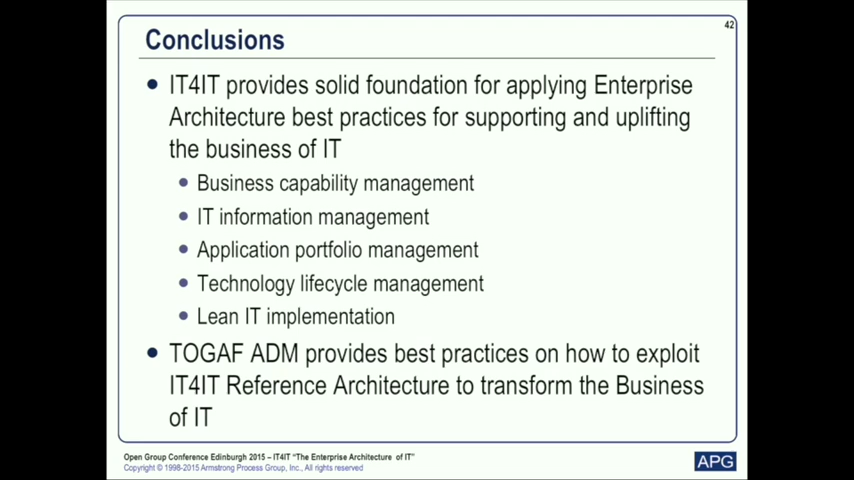 42
Conclusions
• IT4IT provides solid foundation for applying Enterprise
Architecture best practices for supporting and uplifting
the business of IT
• Business capability management
• IT information management
• Application portfolio management
• Technology lifecycle management
• Lean IT implementation
• TOGAF ADM provides best practices on how to exploit
IT4IT Reference Architecture to transform the Business
of IT
Open Group Conference Edinburgh 2015 – IT4IT “The Enterprise Architecture of IT”
Copyright © 1998-2015 Armstrong Process Group, Inc., All rights reserved
APG